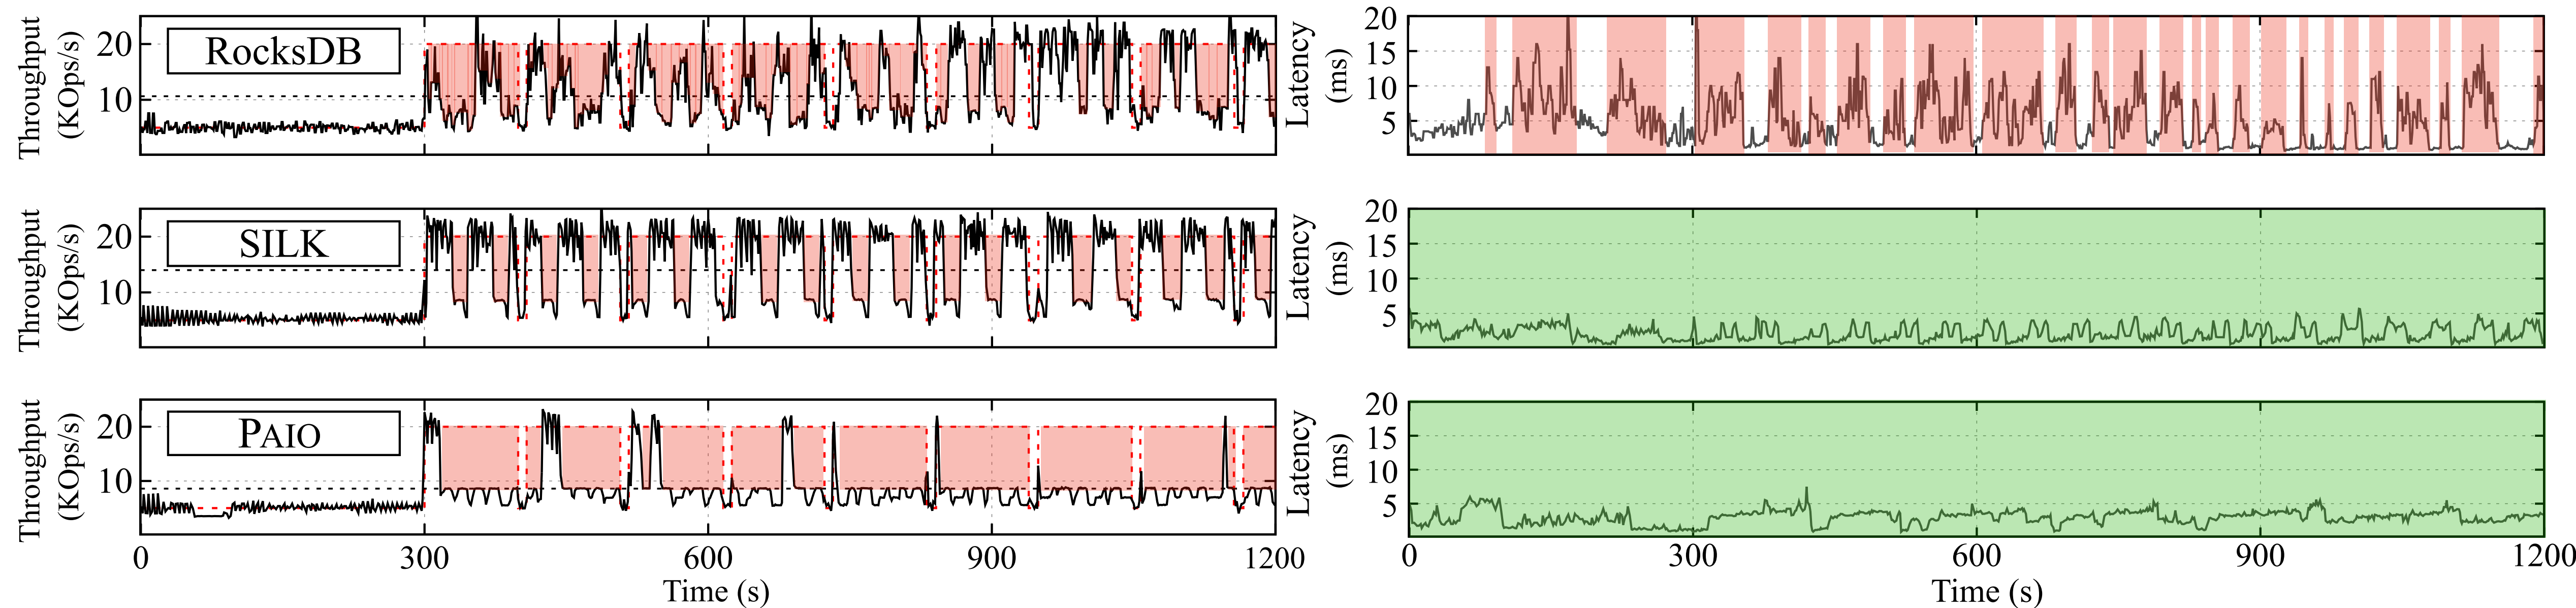 Throughput
(KOps/s)
20
10
RocksDB
Latency
(ms)
20
15
10
5
Throughput
(KOps/s)
20
10
SILK
Latency
(ms)
20
15
10
5
Throughput
(KOps/s)
20
10
PAIO
0 300 600 900 1200
Time (s)
Latency
(ms)
20
15
10
5
0 300 600 900 1200
Time (s)